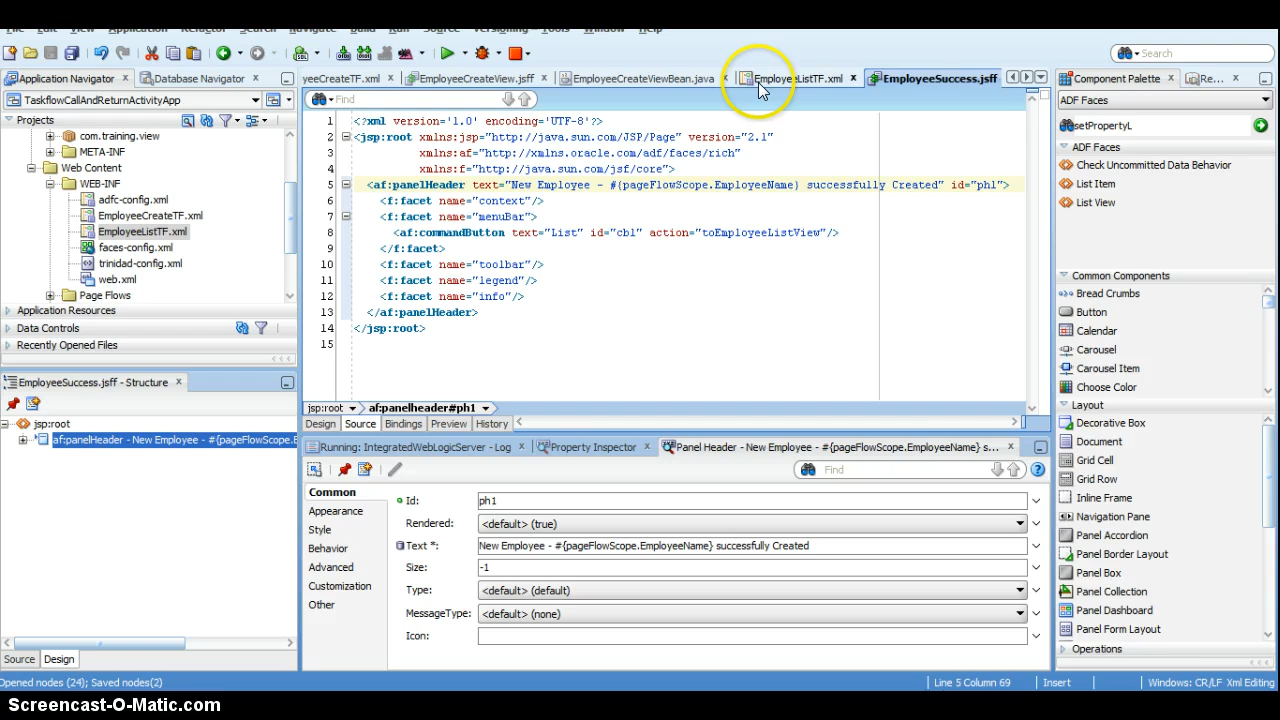 File Edit View Application Refactor Search Navigate Build Run Versioning Tools Window Help
Search
Application Navigator
Database Navigator
yeeCreateTF.xml
EmployeeCreateView.jsff
EmployeeCreateViewBean.java
EmployeeListTF.xml
EmployeeSuccess.jsff
Component Palette
Re...
TaskflowCallAndReturnActivityApp
Find
ADF Faces
Projects
setPropertyL
com.training.view
META-INF
Web Content
WEB-INF
adfc-config.xml
EmployeeCreateTF.xml
EmployeeListTF.xml
faces-config.xml
trinidad-config.xml
web.xml
Page Flows
Application Resources
Data Controls
Recently Opened Files
1 <?xml version='1.0' encoding='UTF-8'?>
2 <jsp:root xmlns:jsp="http://java.sun.com/JSP/Page" version="2.1"
3 xmlns:af="http://xmlns.oracle.com/adf/faces/rich"
4 xmlns:f="http://java.sun.com/jsf/core">
5 <af:panelHeader text="New Employee - #{pageFlowScope.EmployeeName} successfully Created" id="ph1">
6 <f:facet name="context"/>
7 <f:facet name="menuBar">
8 <af:commandButton text="List" id="cb1" action="toEmployeeListView"/>
9 </f:facet>
10 <f:facet name="toolbar"/>
11 <f:facet name="legend"/>
12 <f:facet name="info"/>
13 </af:panelHeader>
14 </jsp:root>
15
jsp:root
af:panelheader#ph1
Design Source Bindings Preview History
ADF Faces
Check Uncommitted Data Behavior
List Item
List View
Common Components
Bread Crumbs
Button
Calendar
Carousel
Carousel Item
Choose Color
Layout
Decorative Box
Document
Grid Cell
Grid Row
Inline Frame
Navigation Pane
Panel Accordion
Panel Border Layout
Panel Box
Panel Collection
Panel Dashboard
Panel Form Layout
Operations
EmployeeSuccess.jsff - Structure
jsp:root
af:panelHeader - New Employee - #{pageFlowScope.E
Source Design
Running: IntegratedWebLogicServer - Log
Property Inspector
Panel Header - New Employee - #{pageFlowScope.EmployeeName} s...
Find
Common
Appearance
Style
Behavior
Advanced
Customization
Other
Id: ph1
Rendered: <default> (true)
Text *: New Employee - #{pageFlowScope.EmployeeName} successfully Created
Size: -1
Type: <default> (default)
MessageType: <default> (none)
Icon:
Opened nodes (24); Saved nodes(2)
Line 5 Column 69
Insert
Windows: CR/LF Xml Editing
Screencast-O-Matic.com